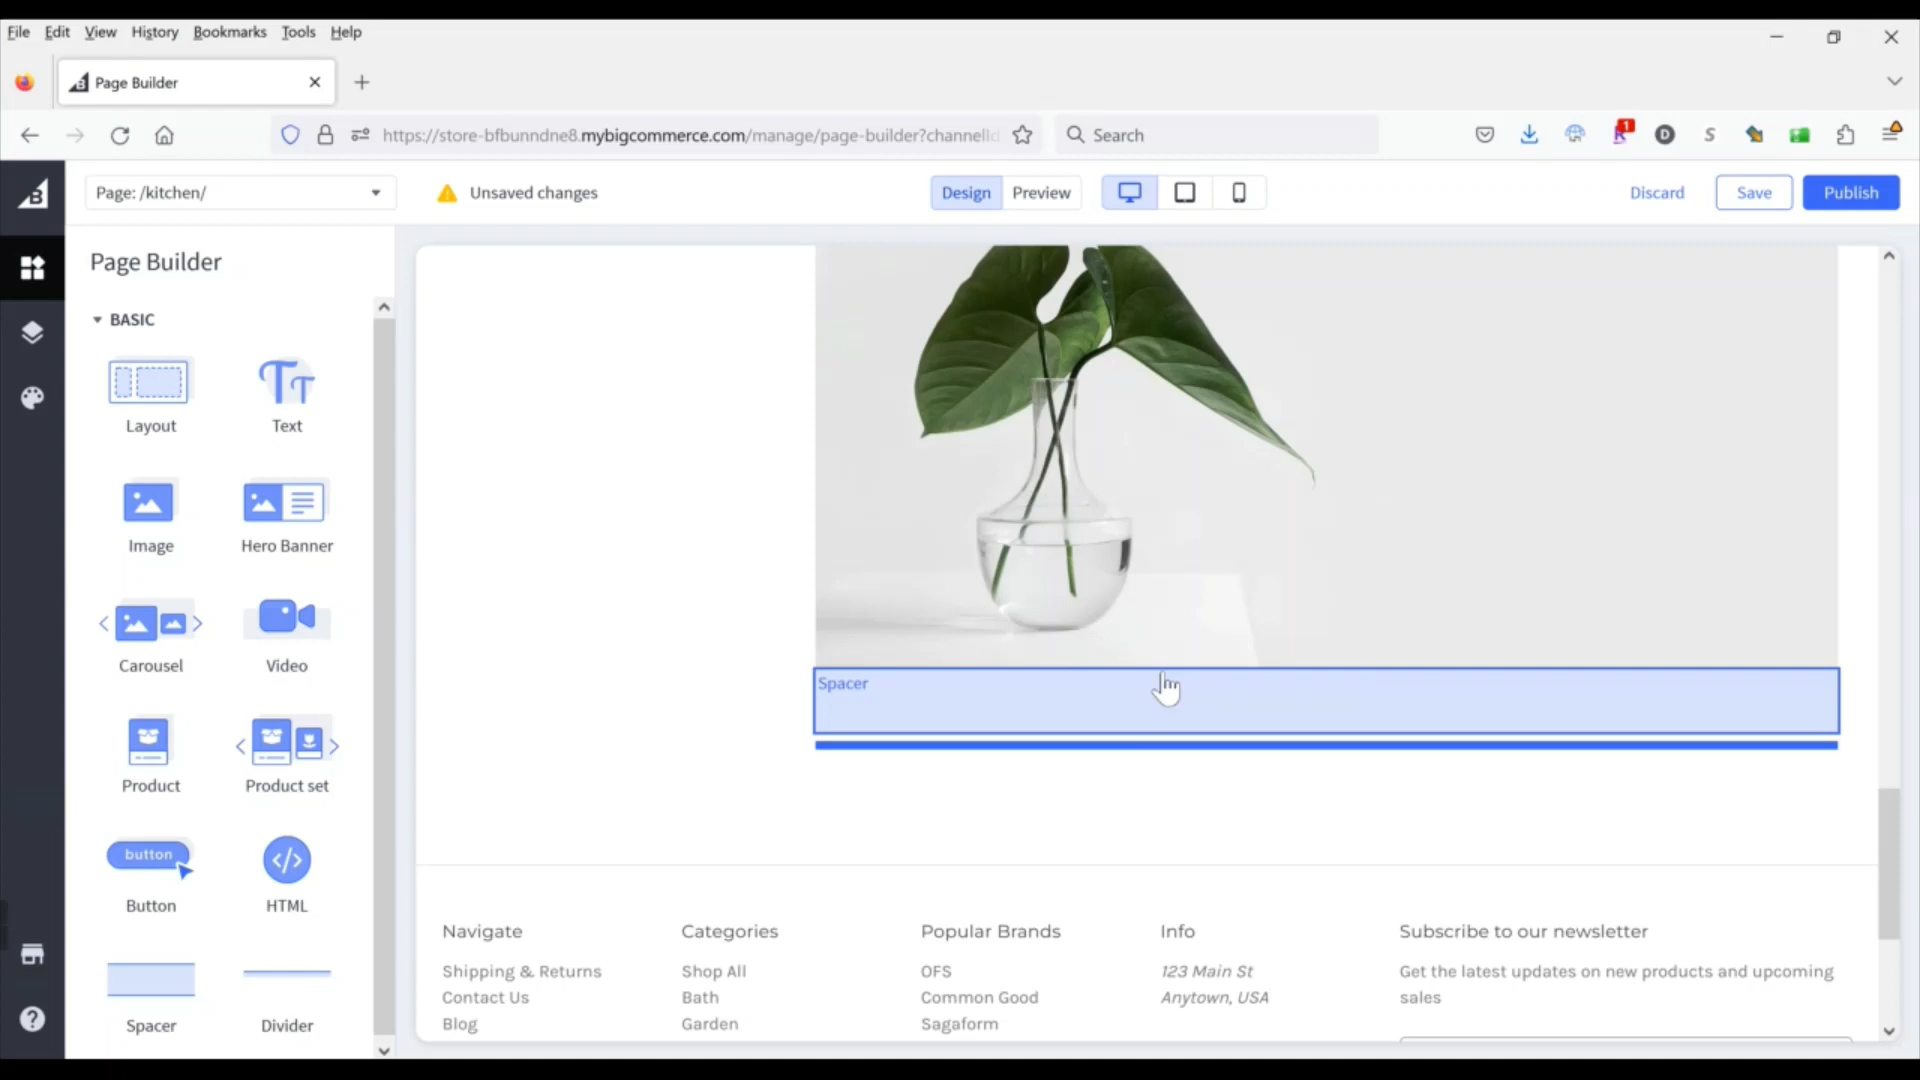 File Edit View History Bookmarks Tools Help
Page Builder
https://store-bfbunndne8.mybigcommerce.com/manage/page-builder?channelId
Search
1
Page: /kitchen/
Unsaved changes
Design
Preview
Discard
Save
Publish
Page Builder
BASIC
Layout
Text
Image
Hero Banner
Carousel
Video
Product
Product set
button
Button
HTML
Spacer
Divider
Spacer
Navigate
Shipping & Returns
Contact Us
Blog
Categories
Shop All
Bath
Garden
Popular Brands
OFS
Common Good
Sagaform
Info
123 Main St
Anytown, USA
Subscribe to our newsletter
Get the latest updates on new products and upcoming
sales